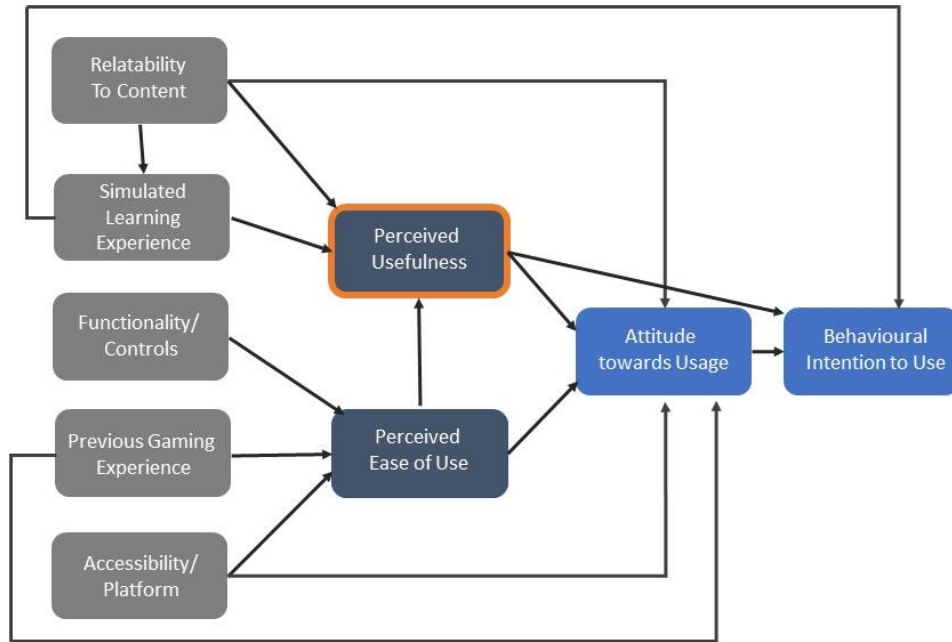 Relatability
To Content
Simulated
Learning
Experience
Perceived
Usefulness
Functionality/
Controls
Attitude
towards Usage
Behavioural
Intention to Use
Previous Gaming
Experience
Perceived
Ease of Use
Accessibility/
Platform